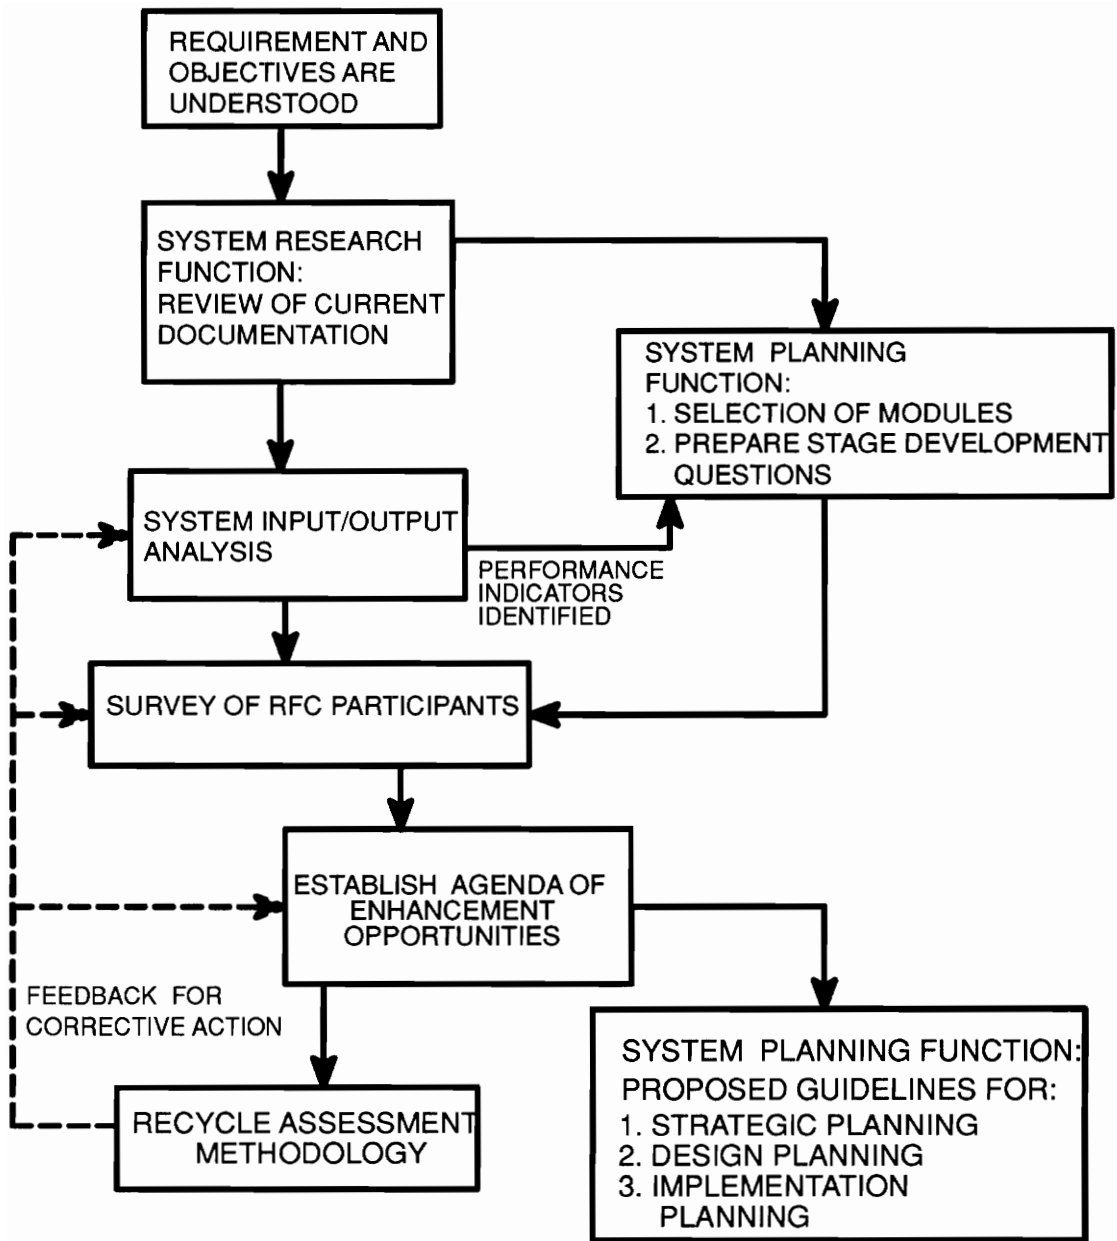 REQUIREMENT AND
OBJECTIVES ARE
UNDERSTOOD
SYSTEM RESEARCH
FUNCTION:
REVIEW OF CURRENT
DOCUMENTATION
SYSTEM PLANNING
FUNCTION:
1. SELECTION OF MODULES
2. PREPARE STAGE DEVELOPMENT
QUESTIONS
SYSTEM INPUT/OUTPUT
ANALYSIS
PERFORMANCE
INDICATORS
IDENTIFIED
SURVEY OF RFC PARTICIPANTS
ESTABLISH AGENDA OF
ENHANCEMENT
OPPORTUNITIES
FEEDBACK FOR
CORRECTIVE ACTION
RECYCLE ASSESSMENT
METHODOLOGY
SYSTEM PLANNING FUNCTION:
PROPOSED GUIDELINES FOR:
1. STRATEGIC PLANNING
2. DESIGN PLANNING
3. IMPLEMENTATION
PLANNING